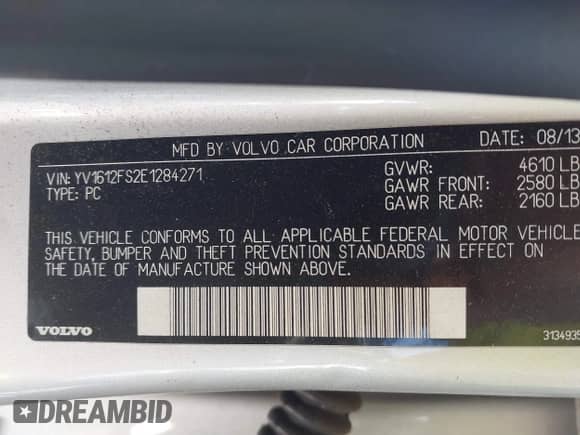 MFD BY VOLVO CAR CORPORATION DATE: 08/13
VIN: YV1612FS2E1284271 GVWR: 4610 LB
TYPE: PC GAWR FRONT: 2580 LB
GAWR REAR: 2160 LB
THIS VEHICLE CONFORMS TO ALL APPLICABLE FEDERAL MOTOR VEHICLE
SAFETY, BUMPER AND THEFT PREVENTION STANDARDS IN EFFECT ON
THE DATE OF MANUFACTURE SHOWN ABOVE.
VOLVO 3134935
DREAMBID